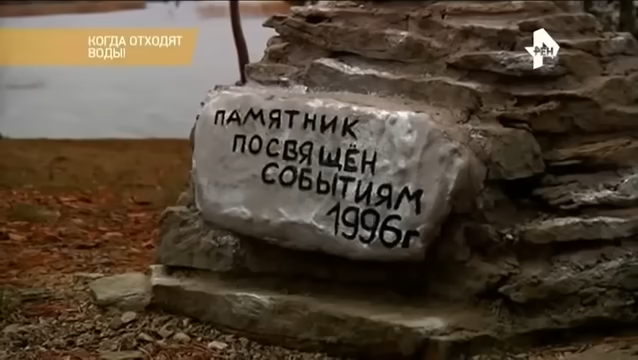 КОГДА ОТХОДЯТ
ВОДЫ!
РЕН
ПАМЯТНИК
ПОСВЯЩЁН
СОБЫТИЯМ
1996г